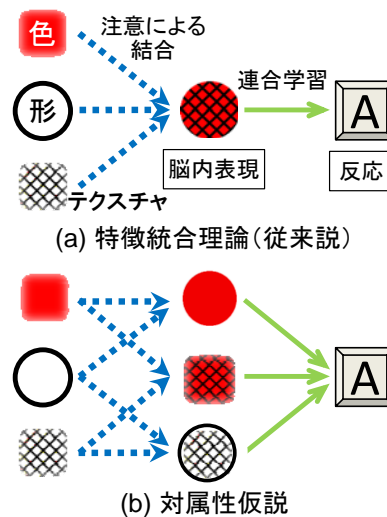 色
注意による
結合
形
連合学習
A
テクスチャ
脳内表現
反応
(a) 特徴統合理論（従来説）
A
(b) 対属性仮説